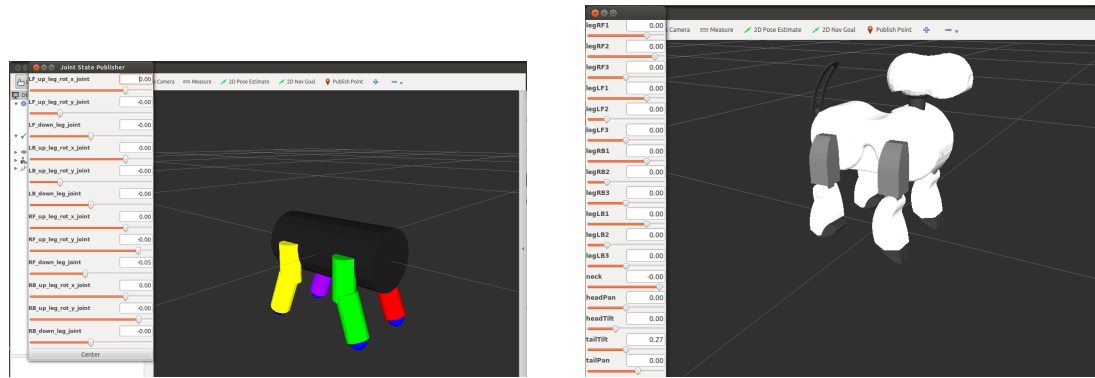 Joint State Publisher
Camera Measure 2D Pose Estimate 2D Nav Goal Publish Point
LF_up_leg_rot_x_joint 0.00
LF_up_leg_rot_y_joint -0.00
LF_down_leg_joint -0.00
LB_up_leg_rot_x_joint 0.00
LB_up_leg_rot_y_joint -0.00
LB_down_leg_joint -0.00
RF_up_leg_rot_x_joint 0.00
RF_up_leg_rot_y_joint -0.00
RF_down_leg_joint -0.05
RB_up_leg_rot_x_joint 0.00
RB_up_leg_rot_y_joint -0.00
RB_down_leg_joint -0.00
Center
Camera Measure 2D Pose Estimate 2D Nav Goal Publish Point
legRF1 0.00
legRF2 0.00
legRF3 0.00
legLF1 0.00
legLF2 0.00
legLF3 0.00
legRB1 0.00
legRB2 0.00
legRB3 0.00
legLB1 0.00
legLB2 0.00
legLB3 0.00
neck -0.00
headPan 0.00
headTilt 0.00
tailTilt 0.27
tailPan 0.00